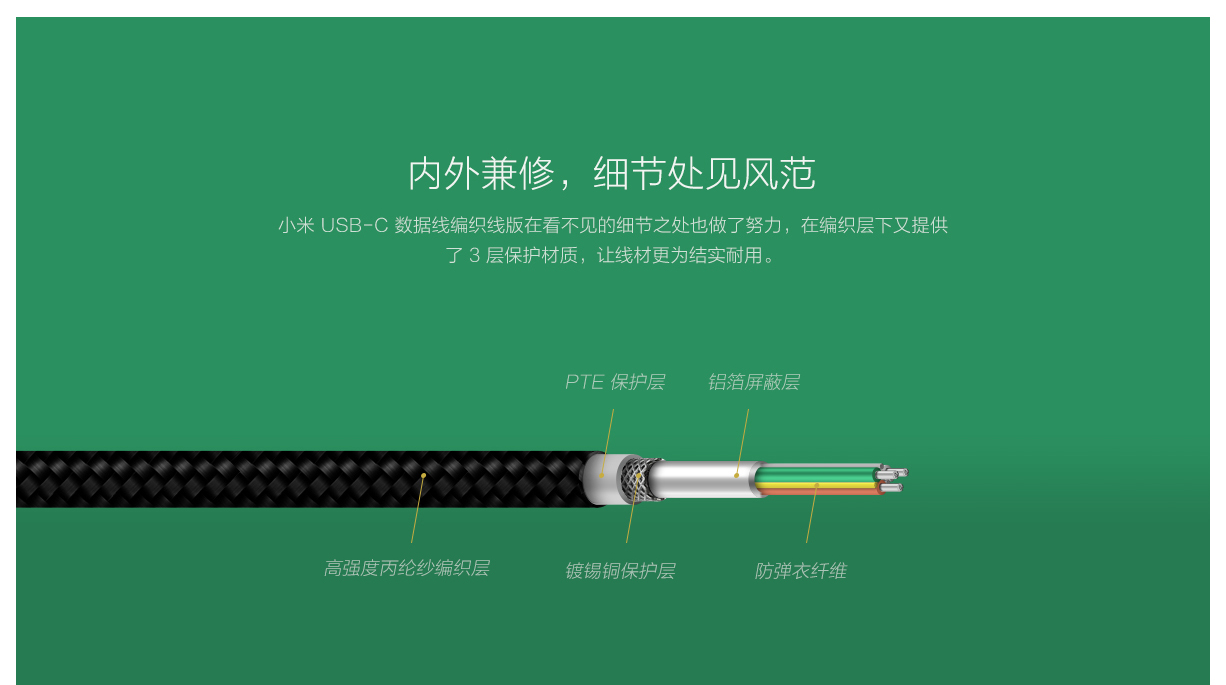 内外兼修，细节处见风范
小米 USB-C 数据线编织线版在看不见的细节之处也做了努力，在编织层下又提供
了 3 层保护材质，让线材更为结实耐用。
PTE 保护层
铝箔屏蔽层
高强度丙纶纱编织层
镀锡铜保护层
防弹衣纤维